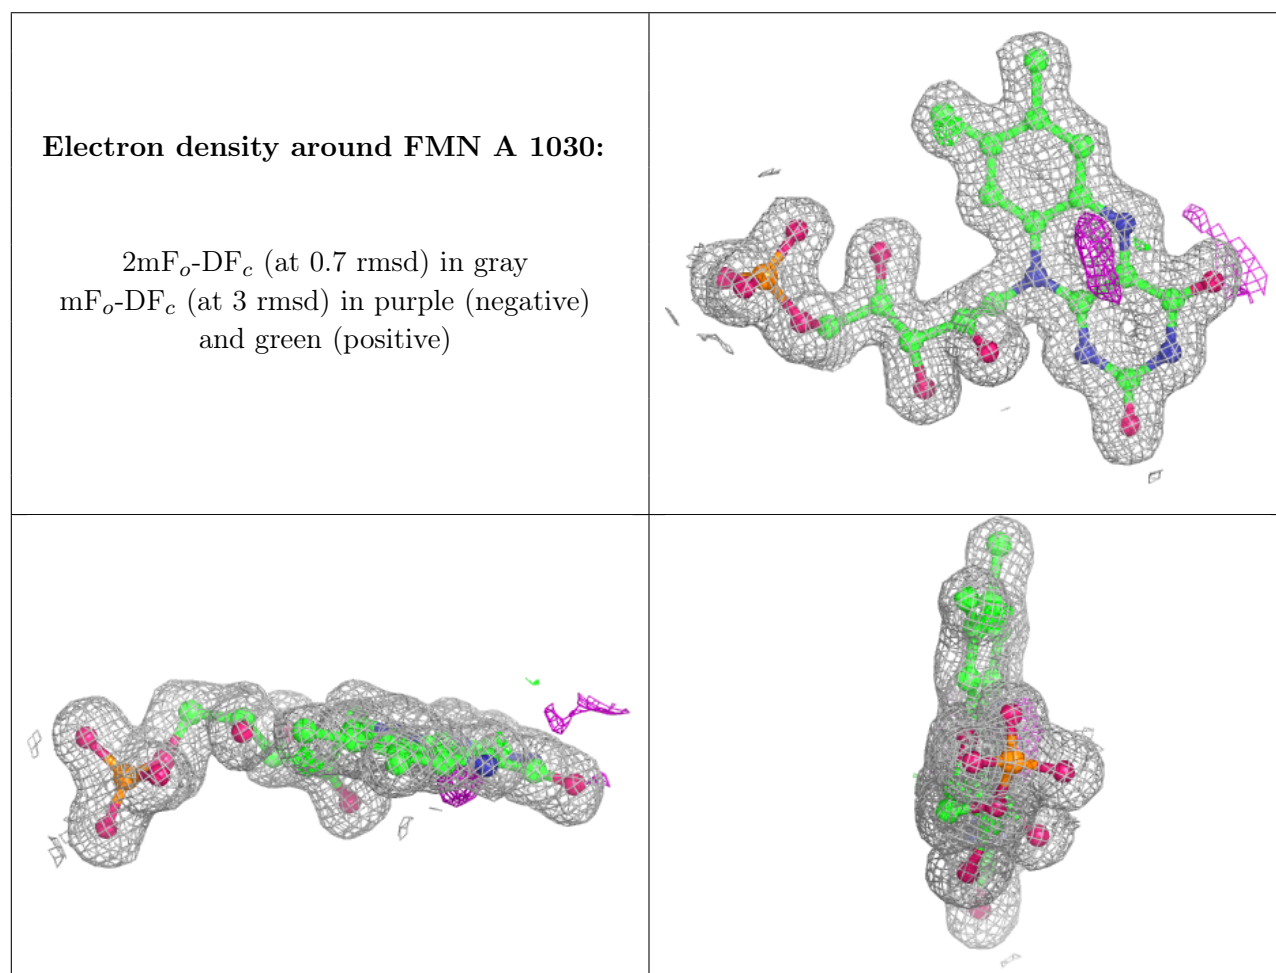 Electron density around FMN A 1030:
2mFo-DFc (at 0.7 rmsd) in gray
mFo-DFc (at 3 rmsd) in purple (negative)
and green (positive)